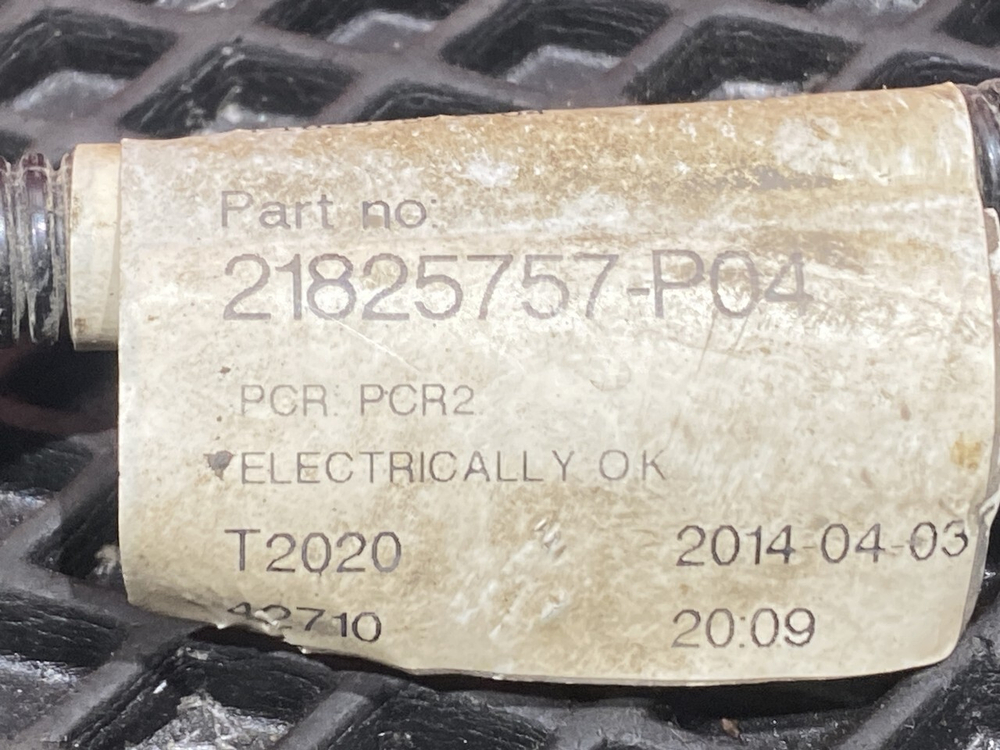 Part no:
21825757-P04
PCR: PCR2
ELECTRICALLY OK
T2020 2014-04-03
42710 20:09